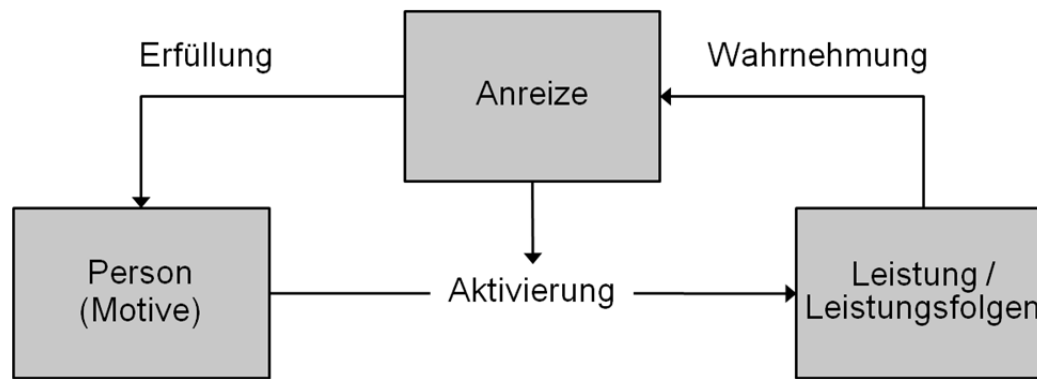 Erfüllung
Wahrnehmung
Anreize
Person
(Motive)
Aktivierung
Leistung /
Leistungsfolgen